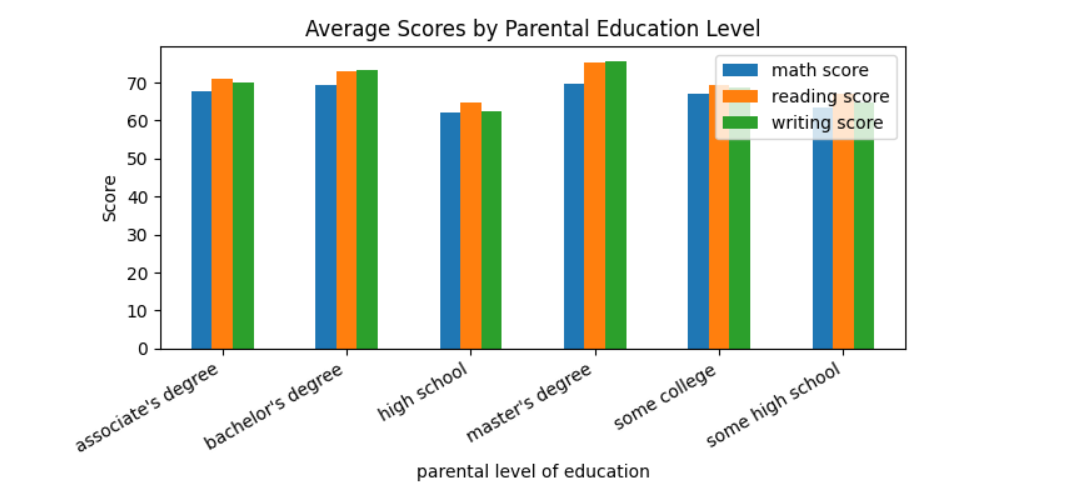 Average Scores by Parental Education Level
math score
reading score
writing score
Score
70
60
50
40
30
20
10
0
associate's degree
bachelor's degree
high school
master's degree
some college
some high school
parental level of education